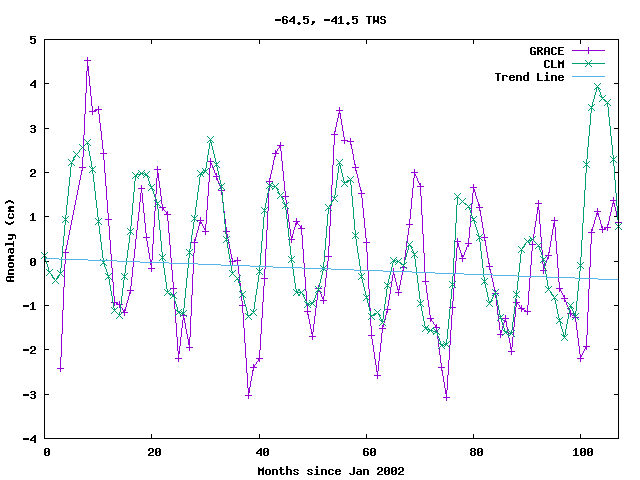 -64.5, -41.5 TWS
GRACE
CLM
Trend Line
5
4
3
2
1
0
-1
-2
-3
-4
Anomaly (cm)
0 20 40 60 80 100
Months since Jan 2002